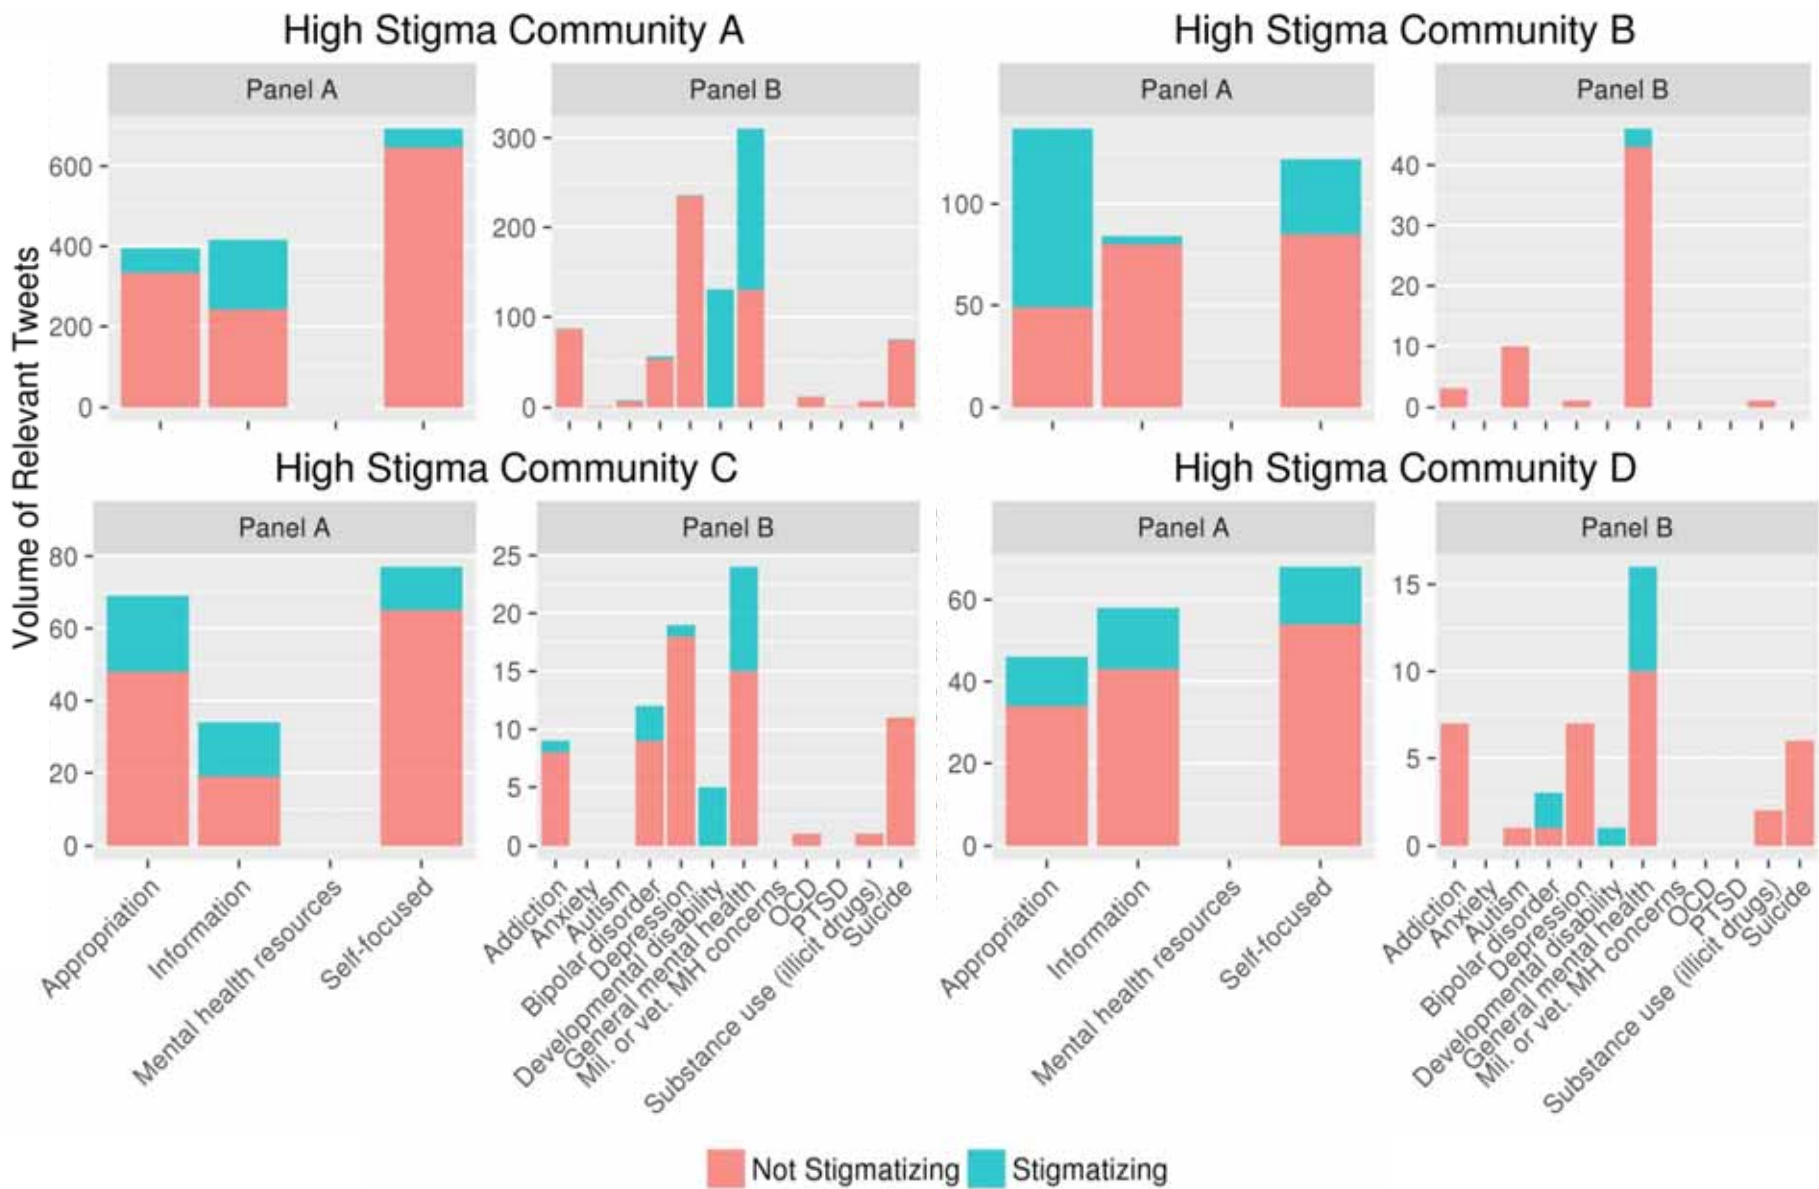 High Stigma Community A
High Stigma Community B
Panel A
Panel B
Panel A
Panel B
Volume of Relevant Tweets
600
400
200
0
300
200
100
0
100
50
0
40
30
20
10
0
High Stigma Community C
High Stigma Community D
Panel A
Panel B
Panel A
Panel B
80
60
40
20
0
25
20
15
10
5
0
60
40
20
0
15
10
5
0
Appropriation
Information
Mental health resources
Self-focused
Addiction
Anxiety
Autism
Bipolar disorder
Depression
Developmental disability
General mental health
Mil. or vet. MH concerns
OCD
PTSD
Substance use (illicit drugs)
Suicide
Appropriation
Information
Mental health resources
Self-focused
Addiction
Anxiety
Autism
Bipolar disorder
Depression
Developmental disability
General mental health
Mil. or vet. MH concerns
OCD
PTSD
Substance use (illicit drugs)
Suicide
Not Stigmatizing
Stigmatizing